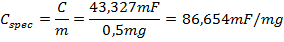 C_spec = C/m = 43,327mF/0,5mg = 86,654mF/mg